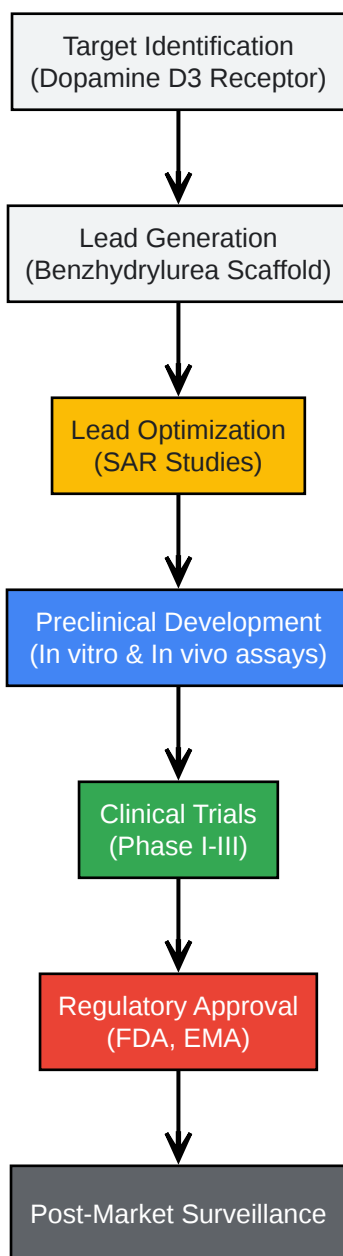 Target Identification
(Dopamine D3 Receptor)
Lead Generation
(Benzhydrylurea Scaffold)
Lead Optimization
(SAR Studies)
Preclinical Development
(In vitro & In vivo assays)
Clinical Trials
(Phase I-III)
Regulatory Approval
(FDA, EMA)
Post-Market Surveillance